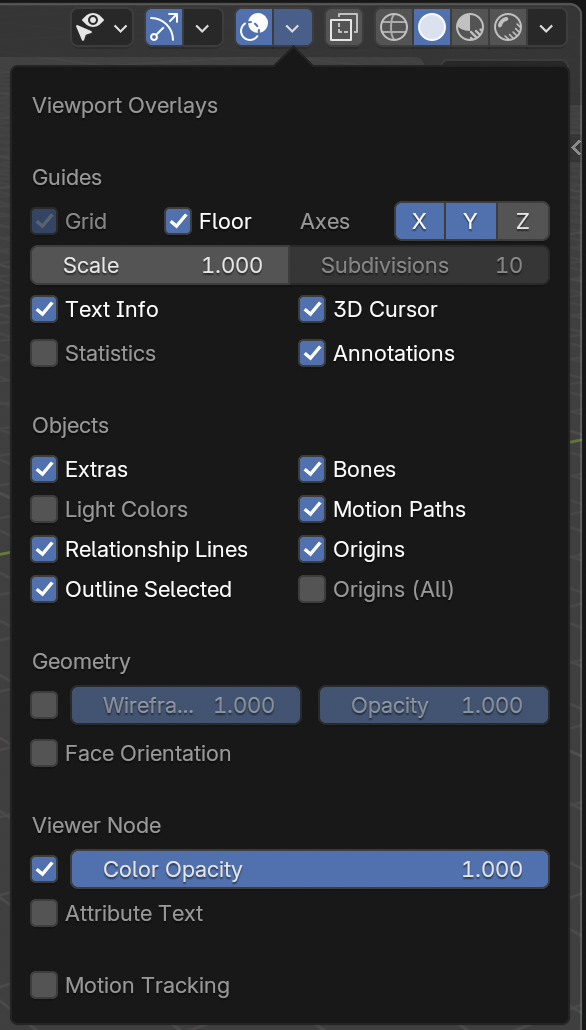 Viewport Overlays
Guides
Grid Floor Axes X Y Z
Scale 1.000 Subdivisions 10
Text Info 3D Cursor
Statistics Annotations
Objects
Extras Bones
Light Colors Motion Paths
Relationship Lines Origins
Outline Selected Origins (All)
Geometry
Wirefra... 1.000 Opacity 1.000
Face Orientation
Viewer Node
Color Opacity 1.000
Attribute Text
Motion Tracking